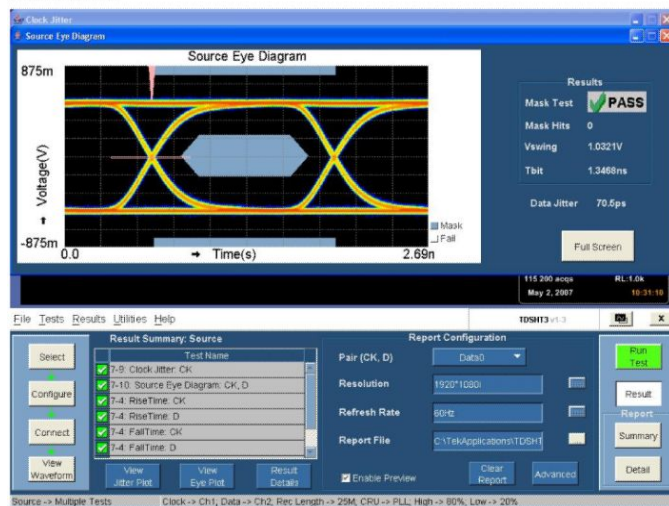 Clock Jitter
Source Eye Diagram
Source Eye Diagram
875m
Voltage(V)
-875m
0.0
Time(s)
2.69n
Mask
Fail
Results
Mask Test PASS
Mask Hits 0
Vswing 1.0321V
Tbit 1.3468ns
Data Jitter 70.5ps
Full Screen
115 200 acqs RL:1.0k
May 2, 2007 10:31:10
File Tests Results Utilities Help
TDSHT3 v1-3
X
Select
Configure
Connect
View
Waveform
Result Summary: Source
Test Name
7-9: Clock Jitter: CK
7-10: Source Eye Diagram: CK, D
7-4: RiseTime: CK
7-4: RiseTime: D
7-4: FallTime: CK
7-4: FallTime: D
View
Jitter Plot
View
Eye Plot
Result
Details
Report Configuration
Pair (CK, D) Data0
Resolution 1920*1080i
Refresh Rate 60Hz
Report File C:\TekApplications\TDSHT
Enable Preview
Clear
Report
Advanced
Run
Test
Result
Report
Summary
Detail
Source -> Multiple Tests Clock -> Ch1, Data -> Ch2, Rec Length -> 25M, CRU -> PLL; High -> 80%, Low -> 20%